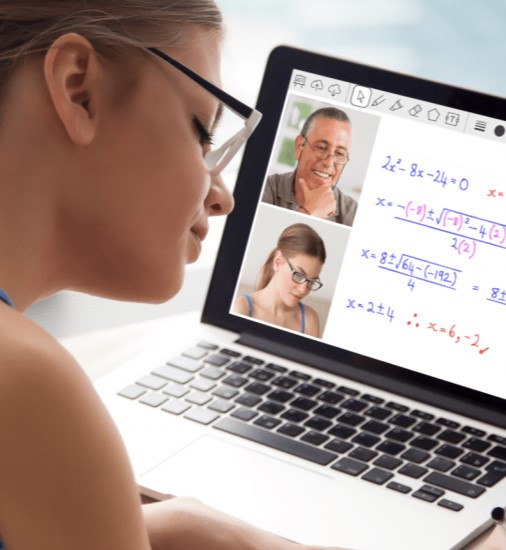 2x² - 8x - 24 = 0
x =
x = -(-8) ± √(-8)² - 4(2)
2(2)
x = 8 ± √64 - (-192)
4
= 8 ±
x = 2 ± 4
∴ x = 6, -2 ✓